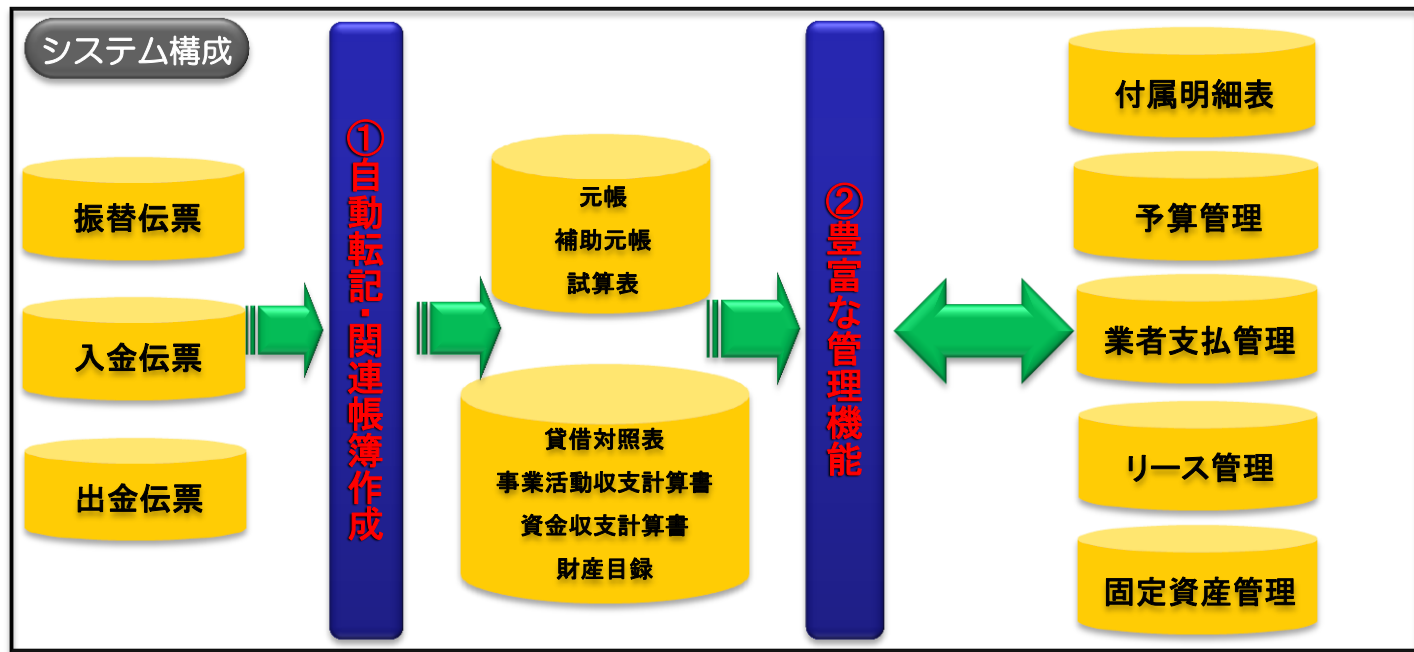 システム構成
振替伝票
入金伝票
出金伝票
①自動転記・関連帳簿作成
元帳
補助元帳
試算表
貸借対照表
事業活動収支計算書
資金収支計算書
財産目録
②豊富な管理機能
付属明細表
予算管理
業者支払管理
リース管理
固定資産管理